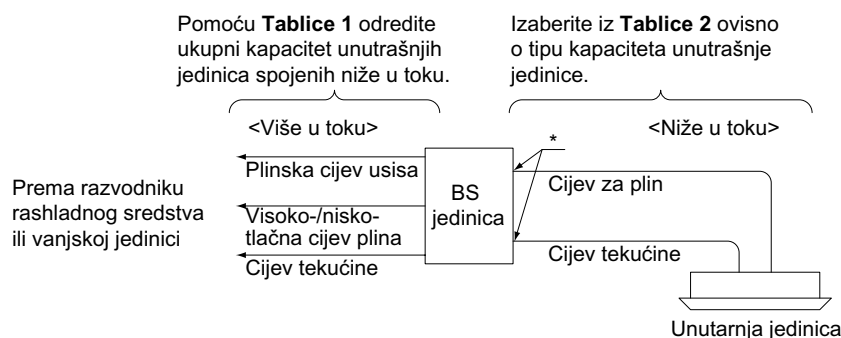 Pomoću Tablice 1 odredite
ukupni kapacitet unutrašnjih
jedinica spojenih niže u toku.
Izaberite iz Tablice 2 ovisno
o tipu kapaciteta unutrašnje
jedinice.
<Više u toku>
*
<Niže u toku>
Prema razvodniku
rashladnog sredstva
ili vanjskoj jedinici
Plinska cijev usisa
Visoko-/nisko-
tlačna cijev plina
Cijev tekućine
BS
jedinica
Cijev za plin
Cijev tekućine
Unutarnja jedinica